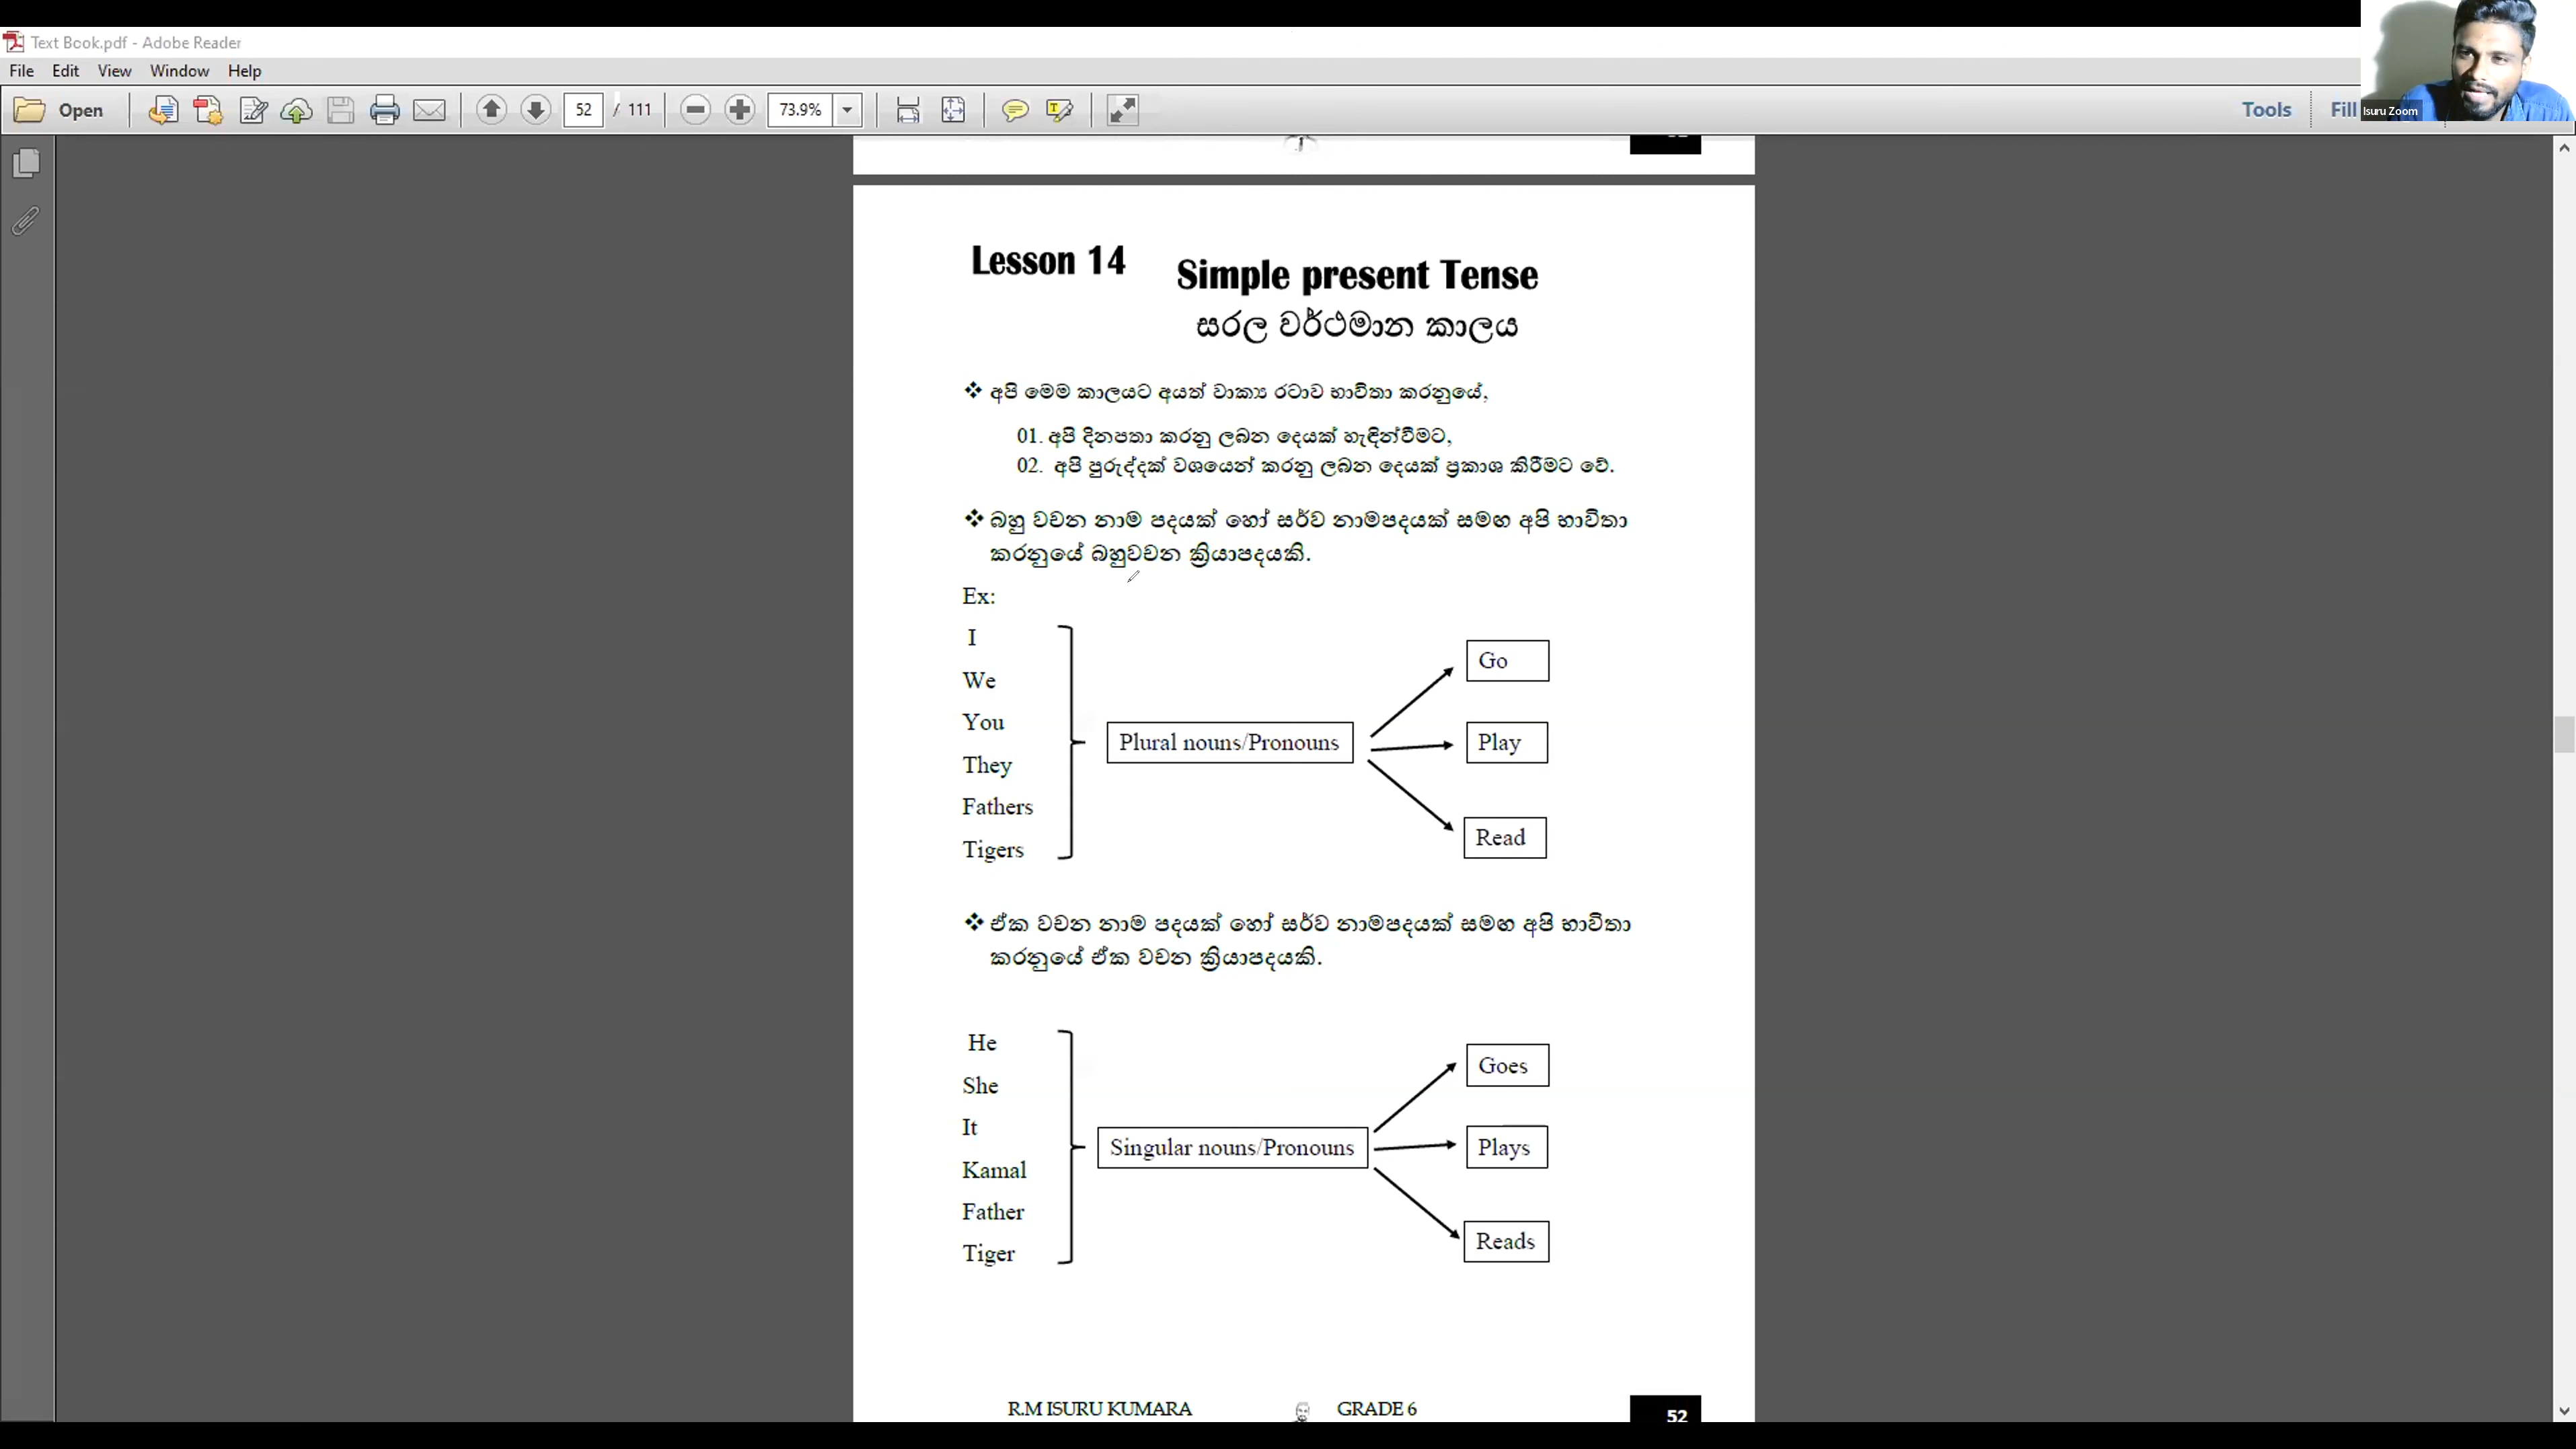 Text Book.pdf - Adobe Reader
File Edit View Window Help
Open 52 / 111 73.9% Tools Fill
Isuru Zoom
Lesson 14
Simple present Tense
සරල වර්ථමාන කාලය
❖ අපි මෙම කාලයට අයත් වාක්‍ය රටාව භාවිතා කරනුයේ,
01. අපි දිනපතා කරනු ලබන දෙයක් හැඳින්වීමට,
02. අපි පුරුද්දක් වශයෙන් කරනු ලබන දෙයක් ප්‍රකාශ කිරීමට වේ.
❖ බහු වචන නාම පදයක් හෝ සර්ව නාමපදයක් සමඟ අපි භාවිතා
කරනුයේ බහුවචන ක්‍රියාපදයකි.
Ex:
I
We
You
They
Fathers
Tigers
Plural nouns/Pronouns
Go
Play
Read
❖ ඒක වචන නාම පදයක් හෝ සර්ව නාමපදයක් සමඟ අපි භාවිතා
කරනුයේ ඒක වචන ක්‍රියාපදයකි.
He
She
It
Kamal
Father
Tiger
Singular nouns/Pronouns
Goes
Plays
Reads
R.M ISURU KUMARA GRADE 6 52